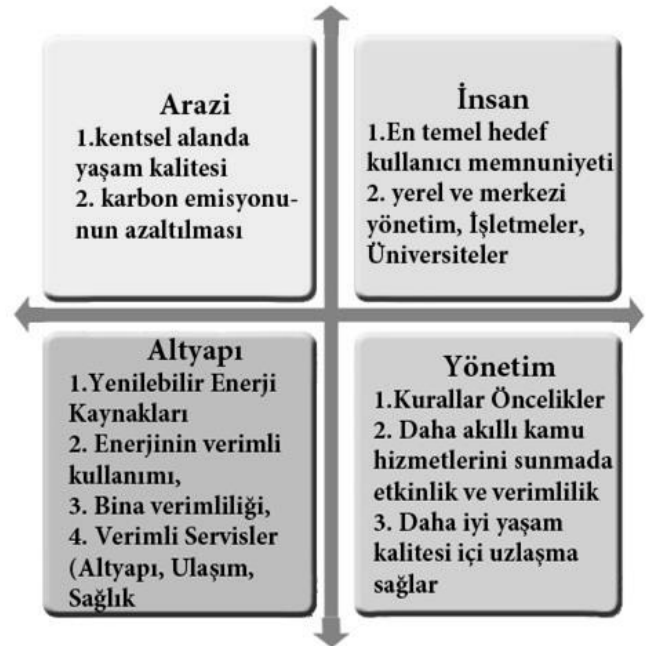 Arazi
1.kentsel alanda
yaşam kalitesi
2. karbon emisyonu-
nun azaltılması
İnsan
1.En temel hedef
kullanıcı memnuniyeti
2. yerel ve merkezi
yönetim, İşletmeler,
Üniversiteler
Altyapı
1.Yenilebilir Enerji
Kaynakları
2. Enerjinin verimli
kullanımı,
3. Bina verimliliği,
4. Verimli Servisler
(Altyapı, Ulaşım,
Sağlık
Yönetim
1.Kurallar Öncelikler
2. Daha akıllı kamu
hizmetlerini sunmada
etkinlik ve verimlilik
3. Daha iyi yaşam
kalitesi içi uzlaşma
sağlar